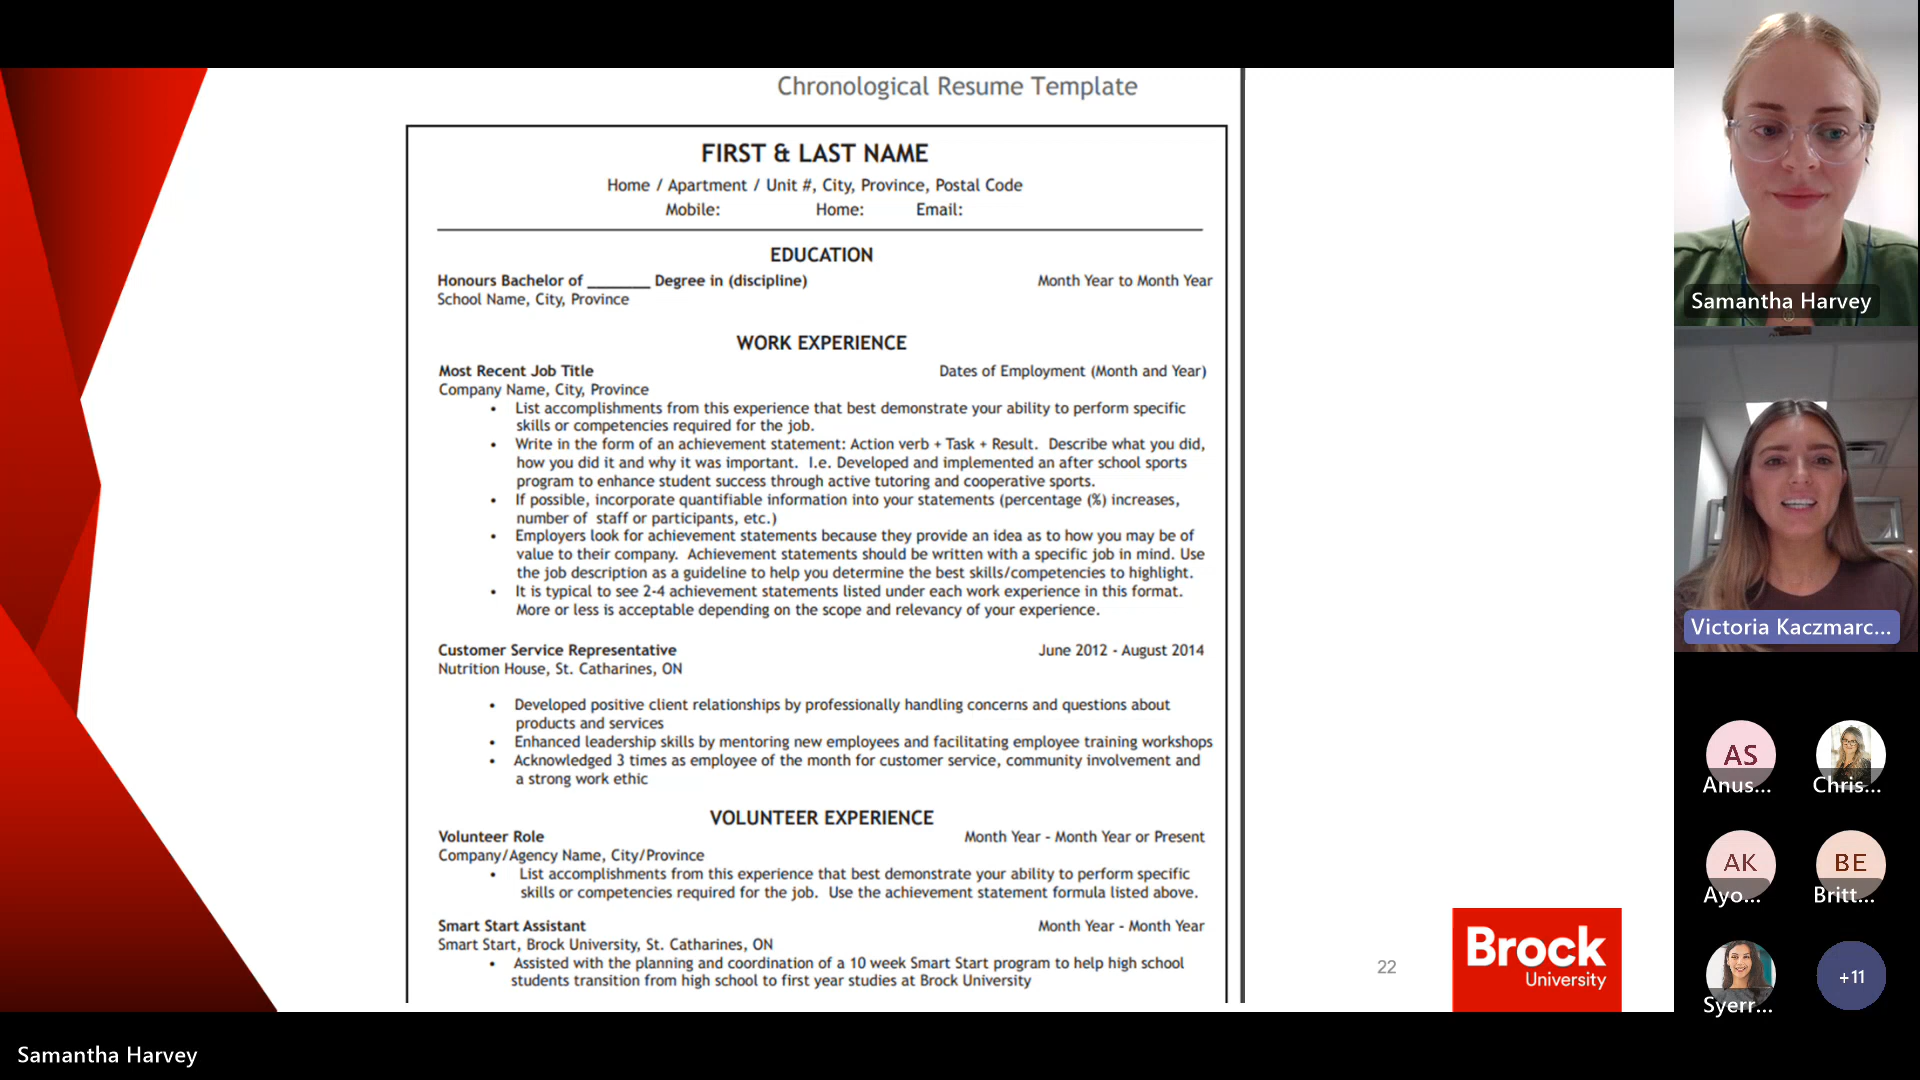 Chronological Resume Template
FIRST & LAST NAME
Home / Apartment / Unit #, City, Province, Postal Code
Mobile: Home: Email:
EDUCATION
Honours Bachelor of ________ Degree in (discipline) Month Year to Month Year
School Name, City, Province
WORK EXPERIENCE
Most Recent Job Title Dates of Employment (Month and Year)
Company Name, City, Province
• List accomplishments from this experience that best demonstrate your ability to perform specific
skills or competencies required for the job.
• Write in the form of an achievement statement: Action verb + Task + Result. Describe what you did,
how you did it and why it was important. I.e. Developed and implemented an after school sports
program to enhance student success through active tutoring and cooperative sports.
• If possible, incorporate quantifiable information into your statements (percentage (%) increases,
number of staff or participants, etc.)
• Employers look for achievement statements because they provide an idea as to how you may be of
value to their company. Achievement statements should be written with a specific job in mind. Use
the job description as a guideline to help you determine the best skills/competencies to highlight.
• It is typical to see 2-4 achievement statements listed under each work experience in this format.
More or less is acceptable depending on the scope and relevancy of your experience.
Customer Service Representative June 2012 - August 2014
Nutrition House, St. Catharines, ON
• Developed positive client relationships by professionally handling concerns and questions about
products and services
• Enhanced leadership skills by mentoring new employees and facilitating employee training workshops
• Acknowledged 3 times as employee of the month for customer service, community involvement and
a strong work ethic
VOLUNTEER EXPERIENCE
Volunteer Role Month Year - Month Year or Present
Company/Agency Name, City/Province
• List accomplishments from this experience that best demonstrate your ability to perform specific
skills or competencies required for the job. Use the achievement statement formula listed above.
Smart Start Assistant Month Year - Month Year
Smart Start, Brock University, St. Catharines, ON
• Assisted with the planning and coordination of a 10 week Smart Start program to help high school
students transition from high school to first year studies at Brock University
22
Brock
University
Samantha Harvey
Samantha Harvey
Victoria Kaczmarc...
AS
Anus...
Chris...
AK
Ayo...
BE
Britt...
Syerr...
+11